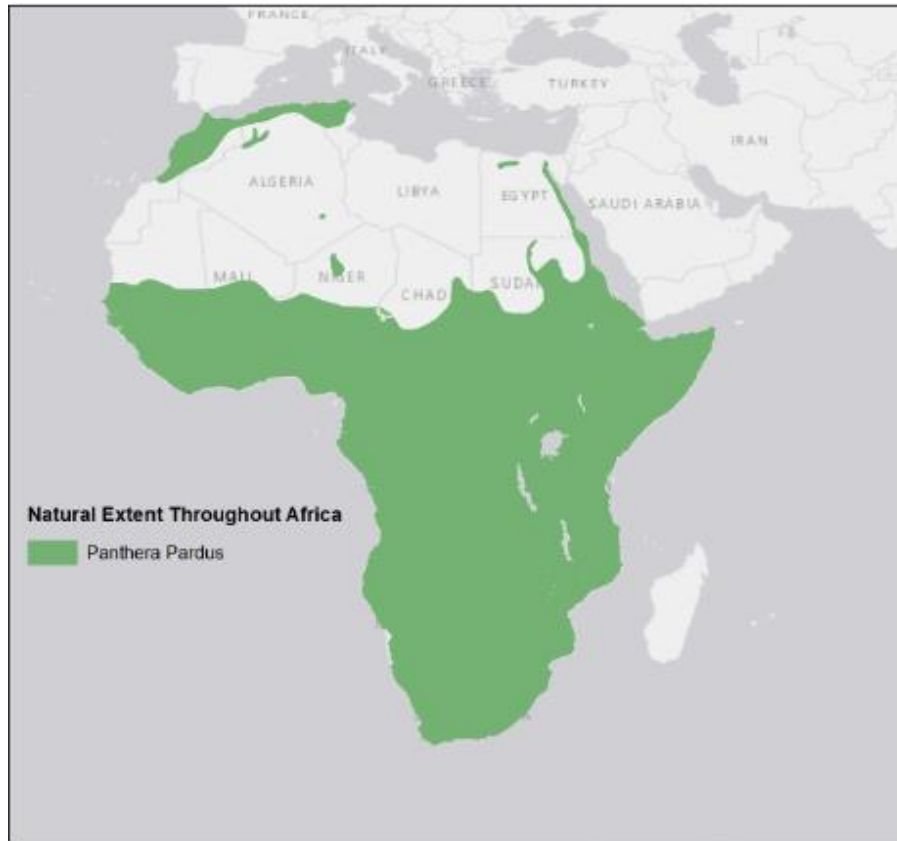 FRANCE
ITALY
GREECE
TURKEY
IRAN
ALGERIA
LIBYA
EGYPT
SAUDI ARABIA
MALI
NIGER
CHAD
SUDAN
Natural Extent Throughout Africa
Panthera Pardus